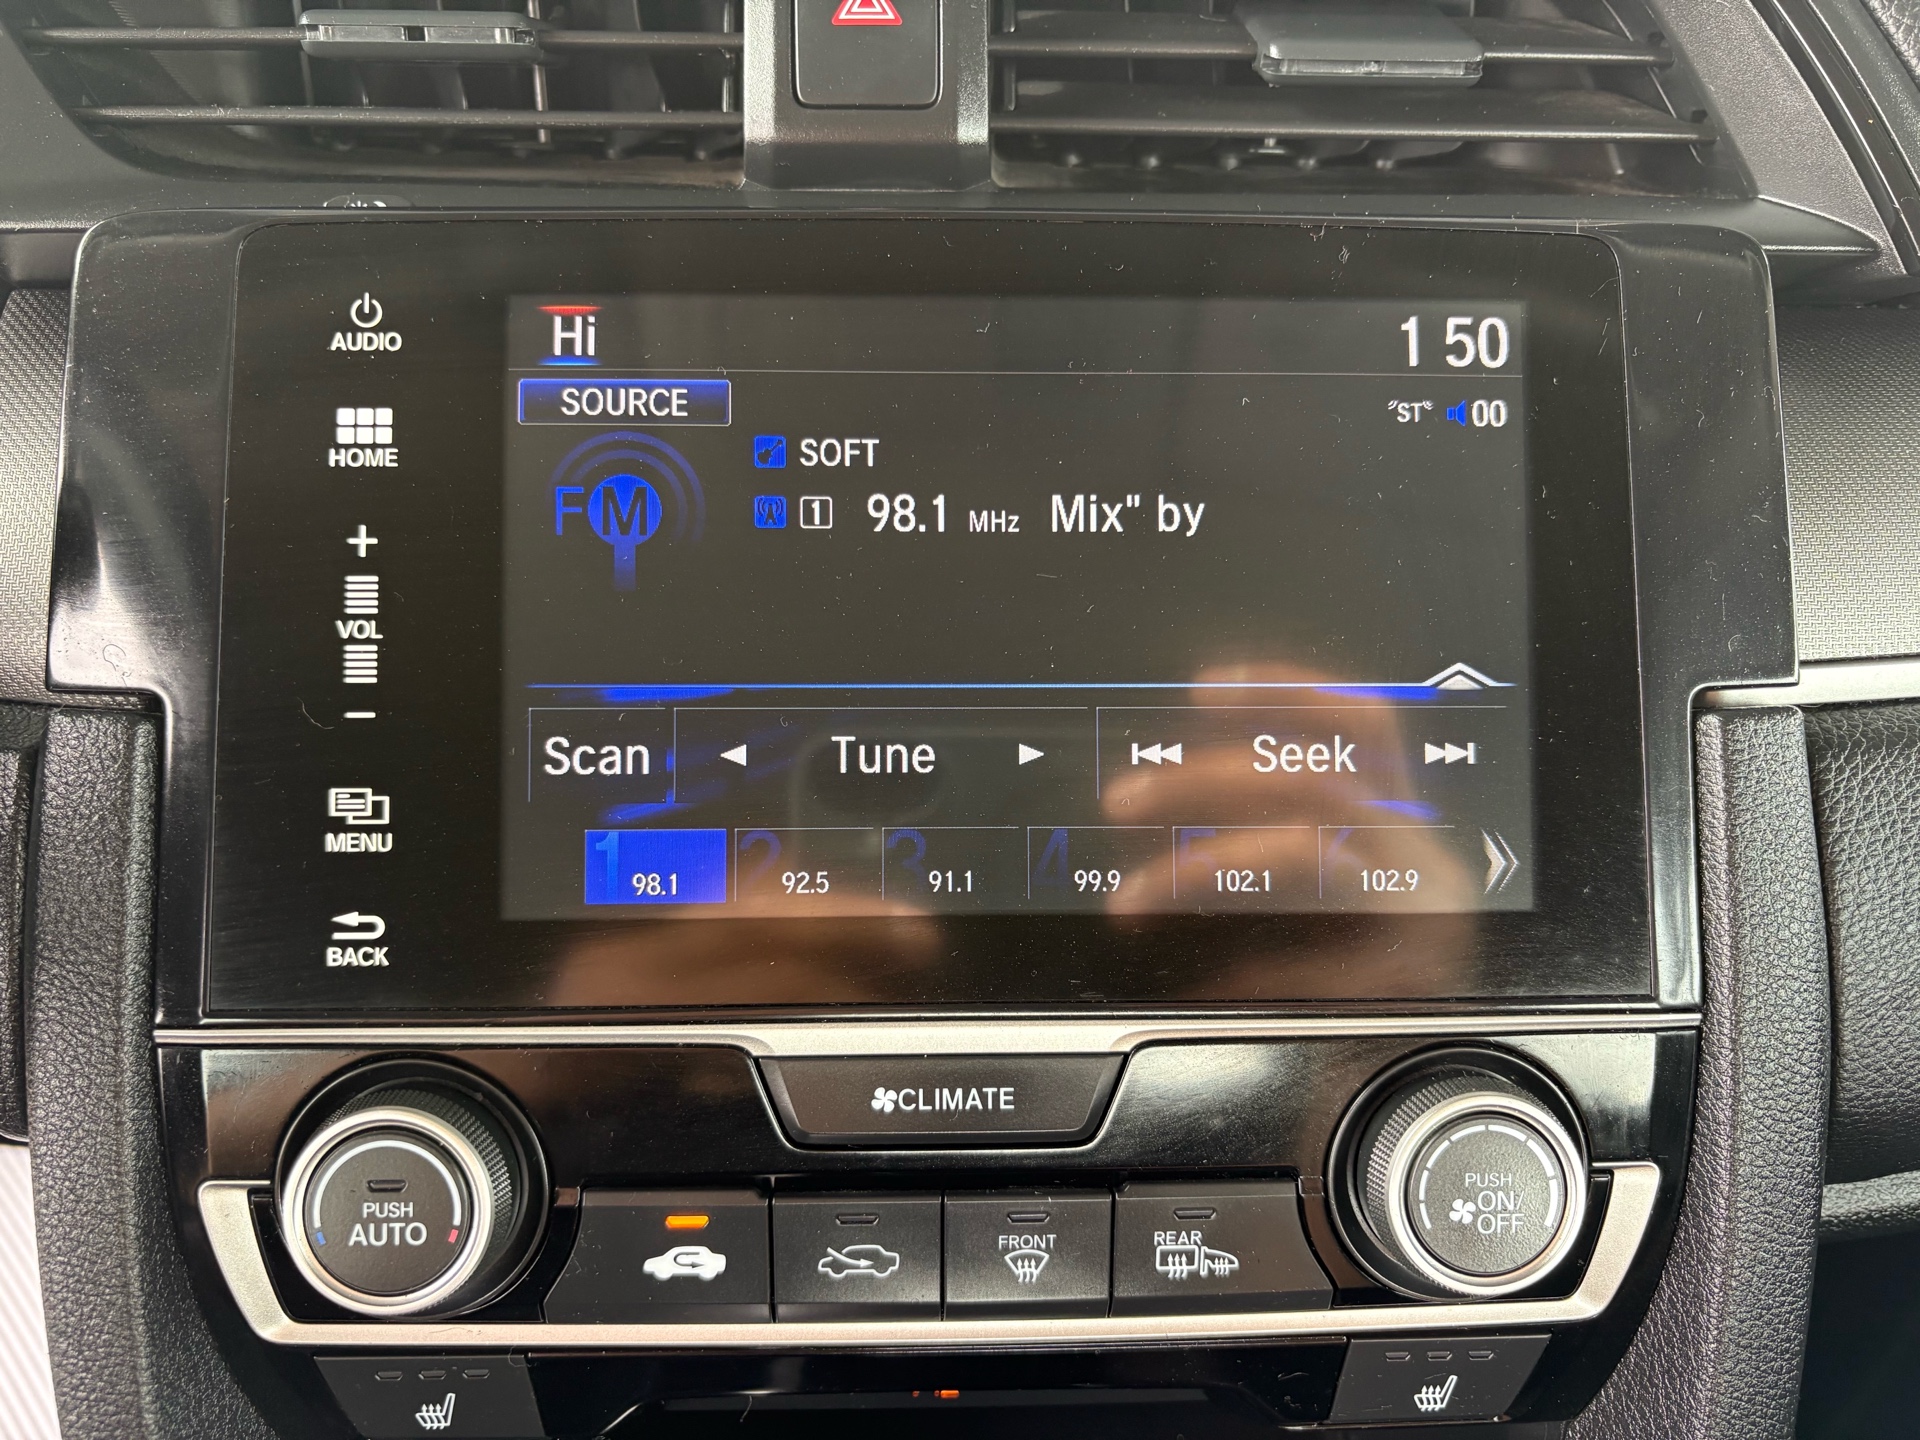 AUDIO
HOME
+
VOL
−
MENU
BACK
Hi
1 50
SOURCE
"ST" 00
FM
SOFT
1 98.1 MHz Mix" by
Scan Tune Seek
1 2 3 4 5 6
98.1 92.5 91.1 99.9 102.1 102.9
CLIMATE
PUSH
AUTO
FRONT
REAR
PUSH
ON/
OFF